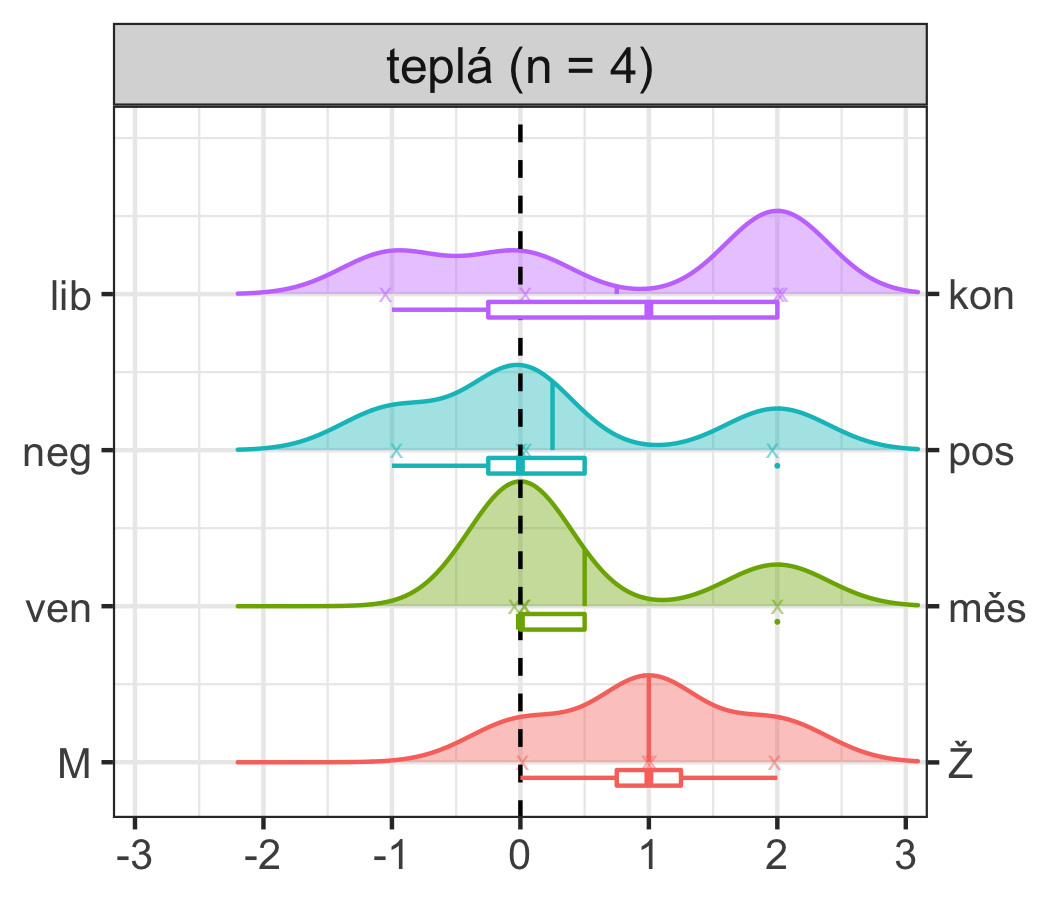 teplá (n = 4)
lib kon
neg pos
ven měs
M Ž
-3 -2 -1 0 1 2 3